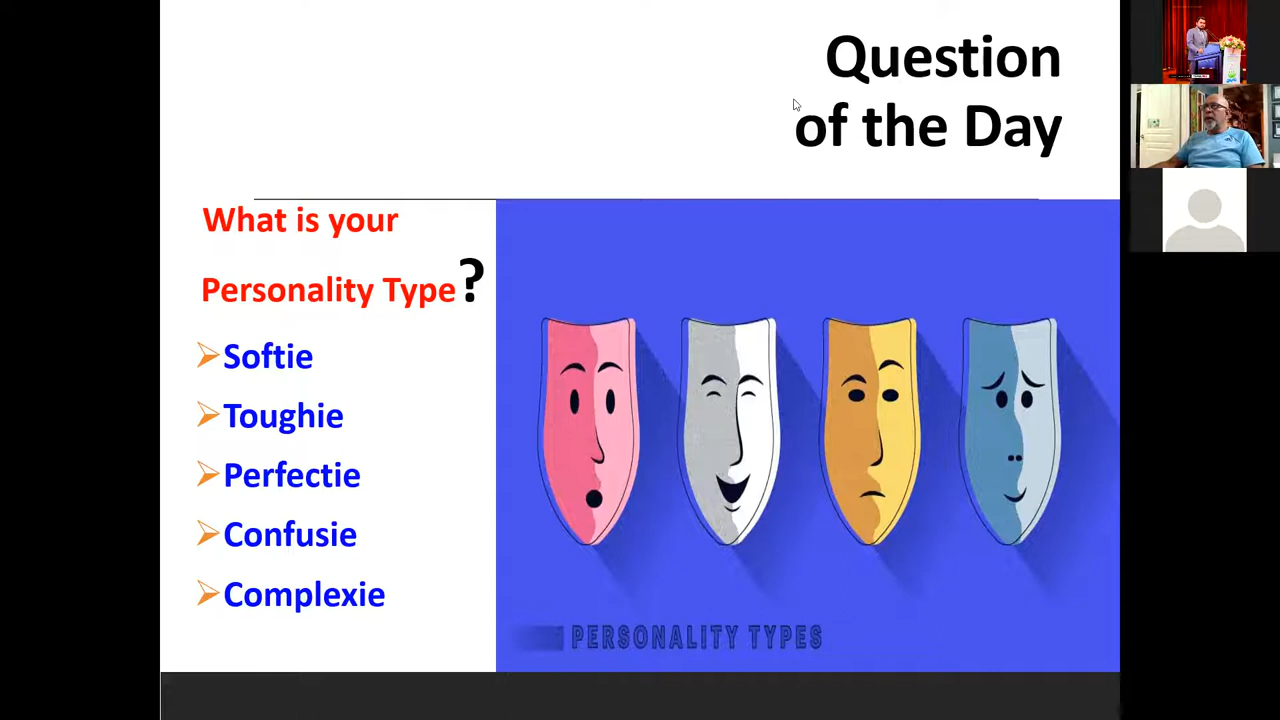 Question
of the Day
What is your
Personality Type?
Softie
Toughie
Perfectie
Confusie
Complexie
PERSONALITY TYPES